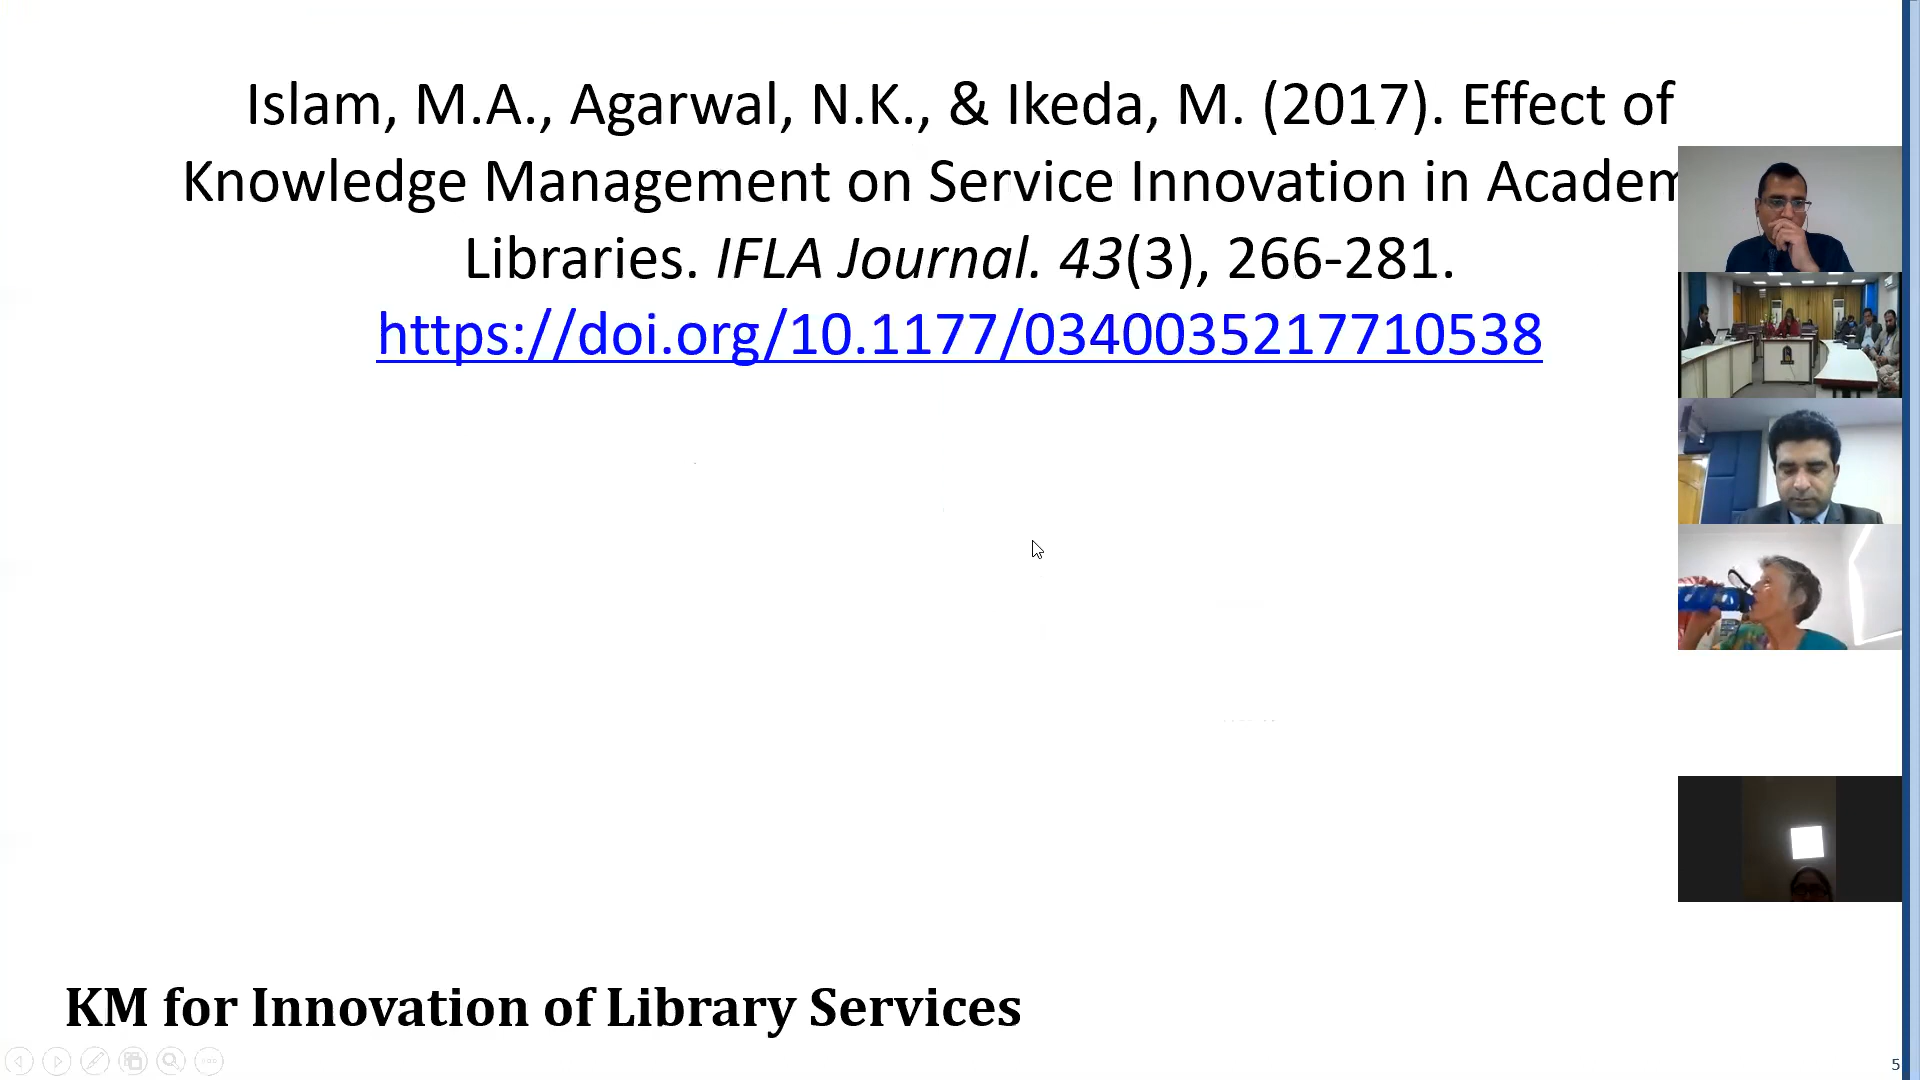 Islam, M.A., Agarwal, N.K., & Ikeda, M. (2017). Effect of
Knowledge Management on Service Innovation in Academ
Libraries. IFLA Journal. 43(3), 266-281.
https://doi.org/10.1177/0340035217710538
KM for Innovation of Library Services
5